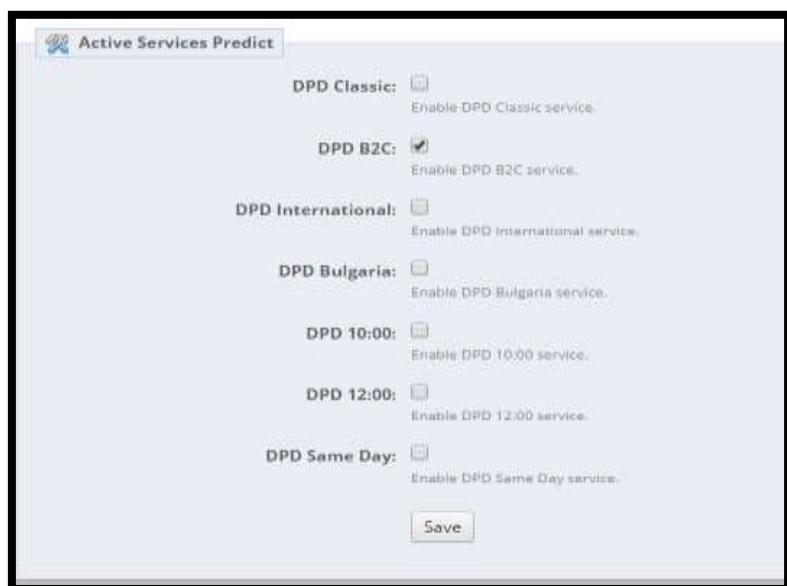 Active Services Predict
DPD Classic:
Enable DPD Classic service.
DPD B2C:
Enable DPD B2C service.
DPD International:
Enable DPD International service.
DPD Bulgaria:
Enable DPD Bulgaria service.
DPD 10:00:
Enable DPD 10:00 service.
DPD 12:00:
Enable DPD 12:00 service.
DPD Same Day:
Enable DPD Same Day service.
Save